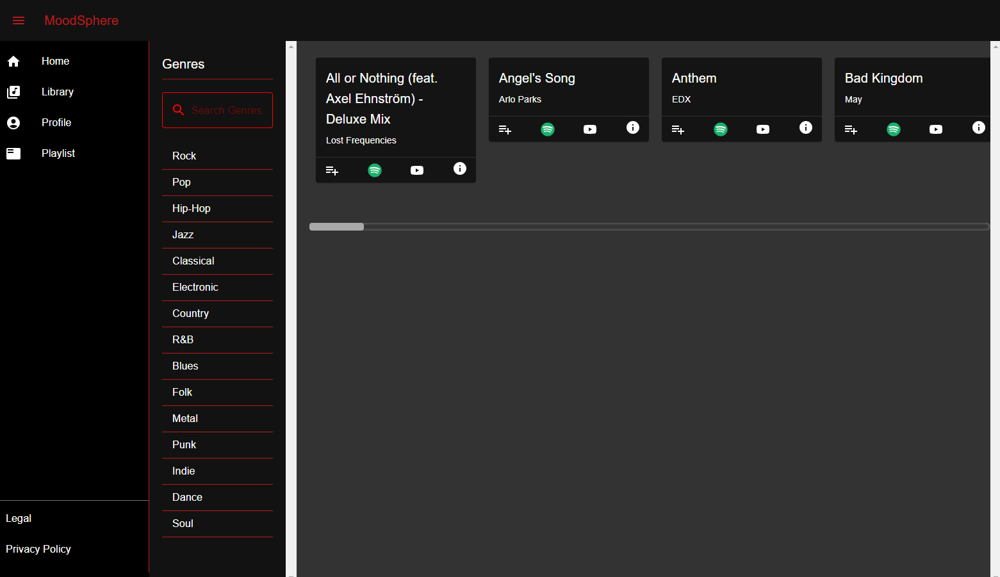 MoodSphere
Home
Library
Profile
Playlist
Legal
Privacy Policy
Genres
Search Genres
Rock
Pop
Hip-Hop
Jazz
Classical
Electronic
Country
R&B
Blues
Folk
Metal
Punk
Indie
Dance
Soul
All or Nothing (feat.
Axel Ehnström) -
Deluxe Mix
Lost Frequencies
Angel's Song
Arlo Parks
Anthem
EDX
Bad Kingdom
May